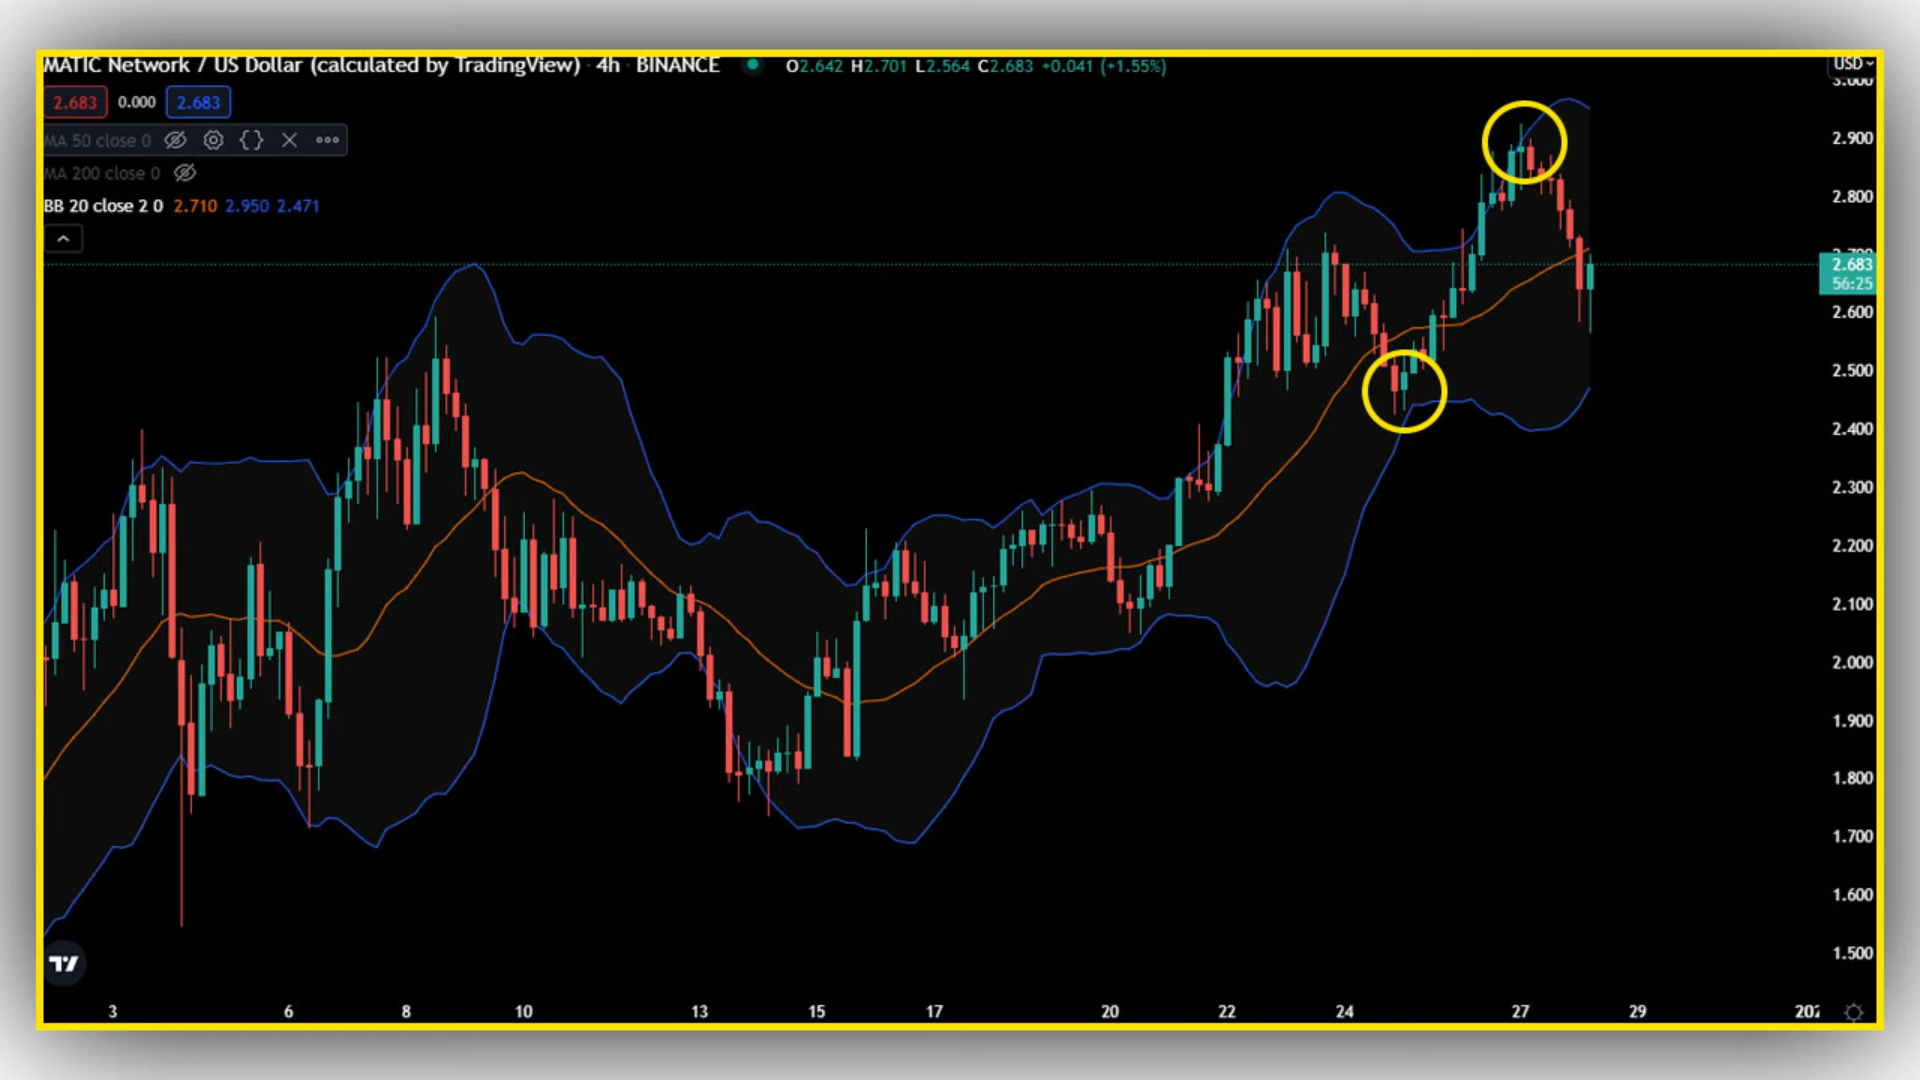 MATIC Network / US Dollar (calculated by TradingView) · 4h · BINANCE O2.642 H2.701 L2.564 C2.683 +0.041 (+1.55%)
USD
3.000
2.683 0.000 2.683
MA 50 close 0
MA 200 close 0
BB 20 close 2 0 2.710 2.950 2.471
2.900
2.800
2.700
2.683
56:25
2.600
2.500
2.400
2.300
2.200
2.100
2.000
1.900
1.800
1.700
1.600
1.500
3 6 8 10 13 15 17 20 22 24 27 29